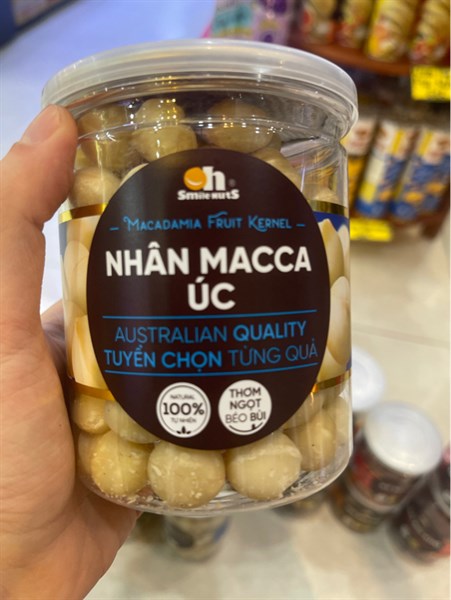 oh®
Smile Nuts
- Macadamia Fruit Kernel -
NHÂN MACCA
ÚC
AUSTRALIAN QUALITY
TUYỂN CHỌN TỪNG QUẢ
NATURAL
100%
TỰ NHIÊN
THƠM
NGỌT
BÉO BÙI